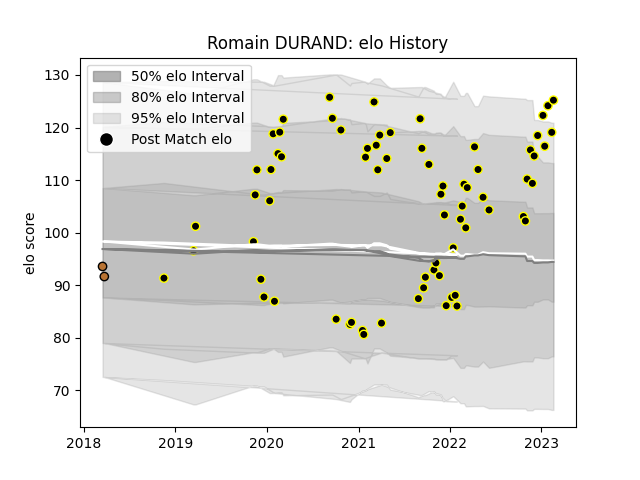 Romain DURAND: elo History
50% elo Interval
80% elo Interval
95% elo Interval
Post Match elo
elo score
130
120
110
100
90
80
70
2018 2019 2020 2021 2022 2023